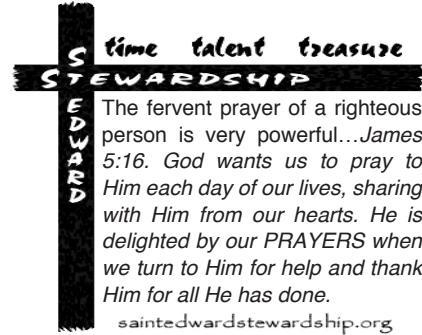 time talent treasure
STEWARDSHIP
ST EDWARD
The fervent prayer of a righteous
person is very powerful…James
5:16. God wants us to pray to
Him each day of our lives, sharing
with Him from our hearts. He is
delighted by our PRAYERS when
we turn to Him for help and thank
Him for all He has done.
saintedwardstewardship.org